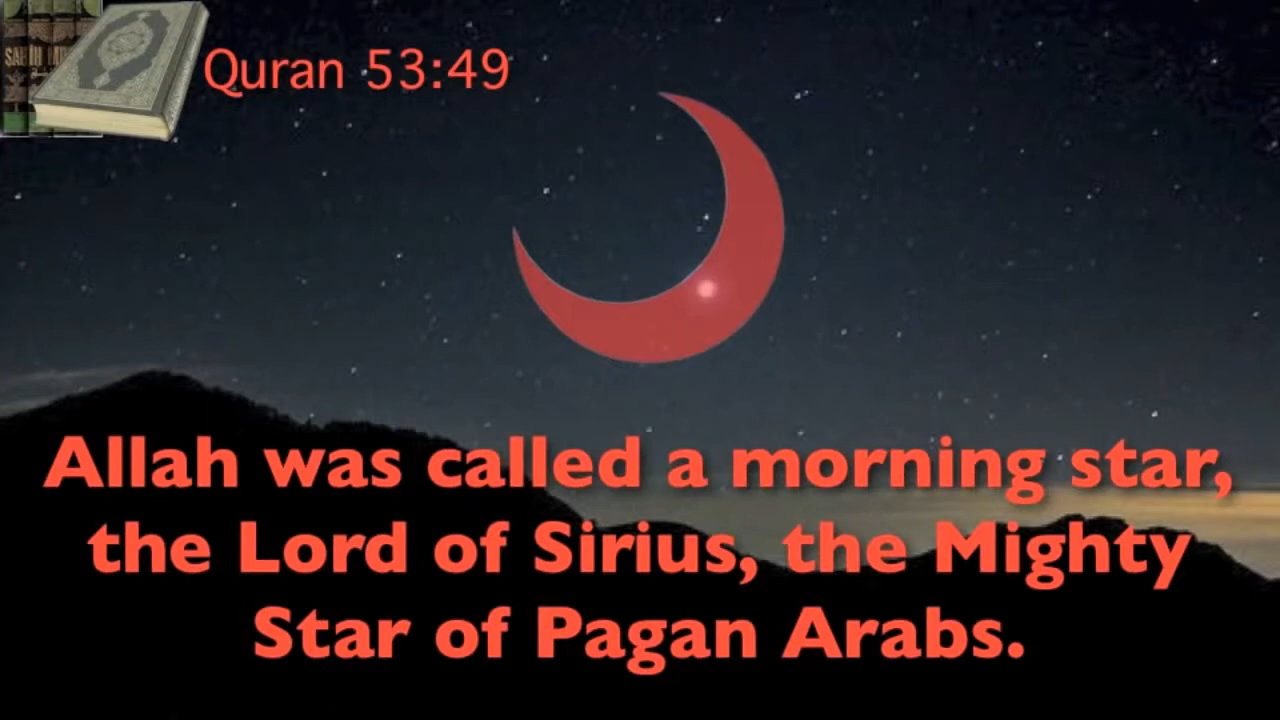 Quran 53:49
Allah was called a morning star,
the Lord of Sirius, the Mighty
Star of Pagan Arabs.